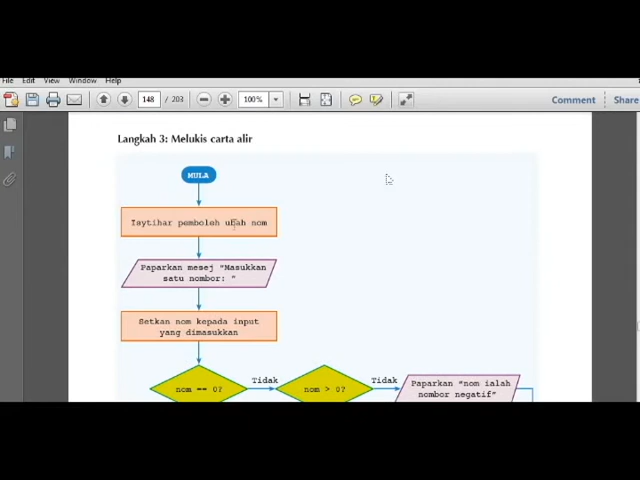 File Edit View Window Help
148 / 203 100% Comment Share
Langkah 3: Melukis carta alir
MULA
Isytihar pemboleh ubah nom
Paparkan mesej "Masukkan
satu nombor: "
Setkan nom kepada input
yang dimasukkan
nom == 0?
Tidak
nom > 0?
Tidak
Paparkan "nom ialah
nombor negatif"